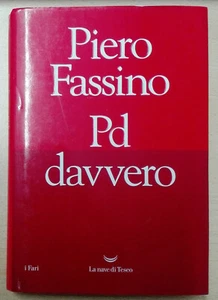 Piero
Fassino
Pd
davvero
i Fari
La nave di Teseo